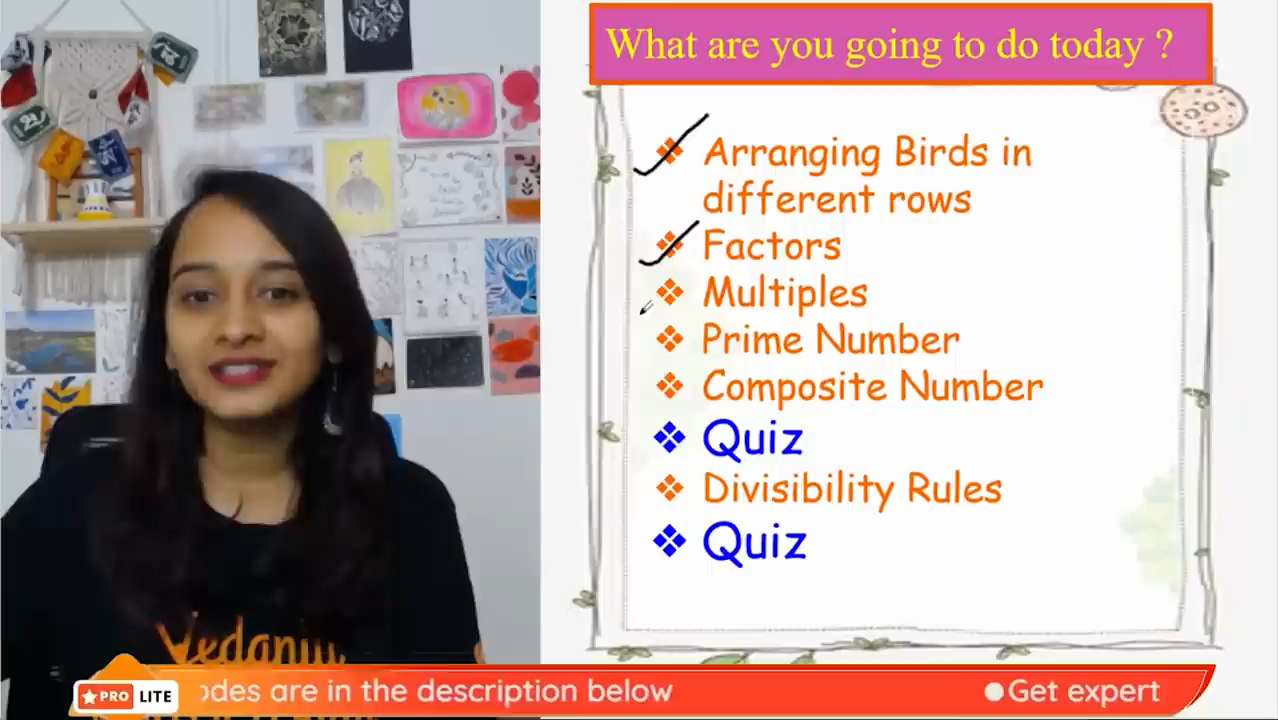 What are you going to do today ?
❖ Arranging Birds in
different rows
❖ Factors
❖ Multiples
❖ Prime Number
❖ Composite Number
❖ Quiz
❖ Divisibility Rules
❖ Quiz
Vedantu
PRO LITE
odes are in the description below
Get expert